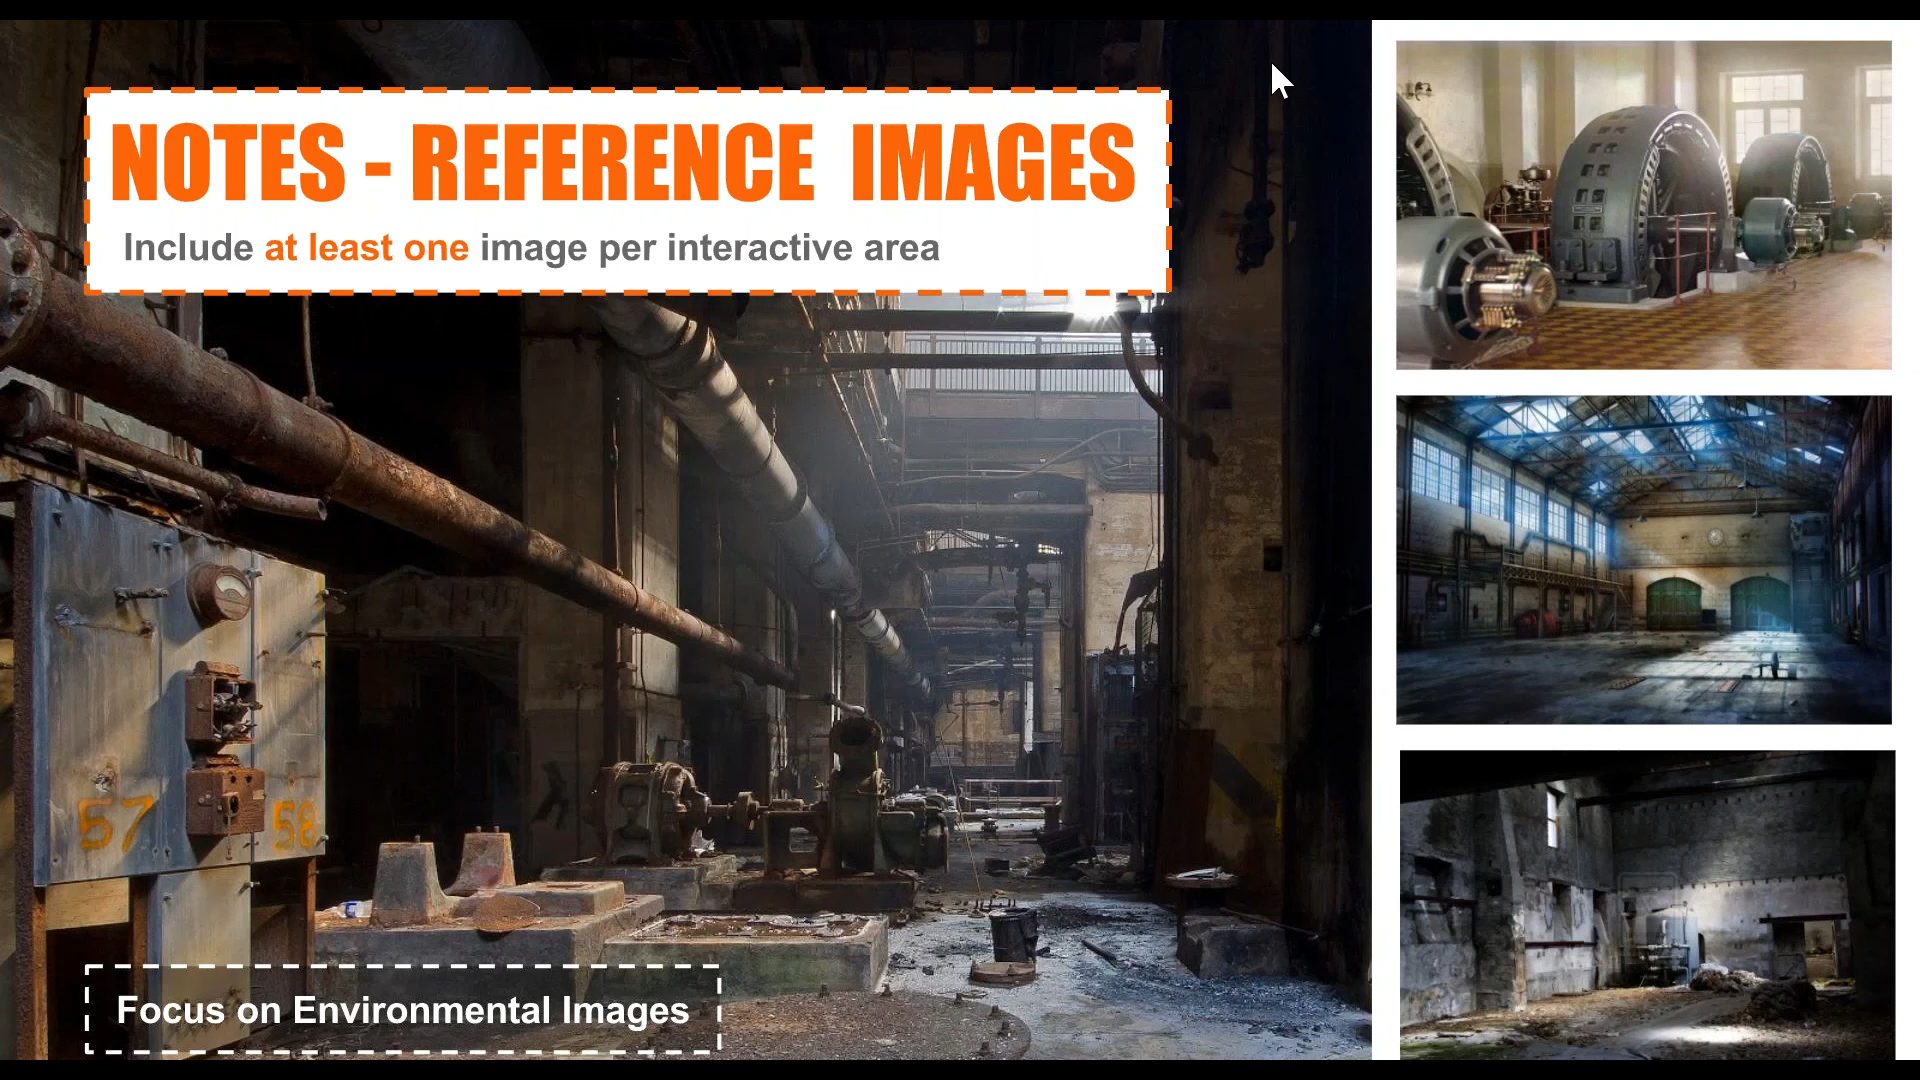 NOTES - REFERENCE IMAGES
Include at least one image per interactive area
57
58
Focus on Environmental Images